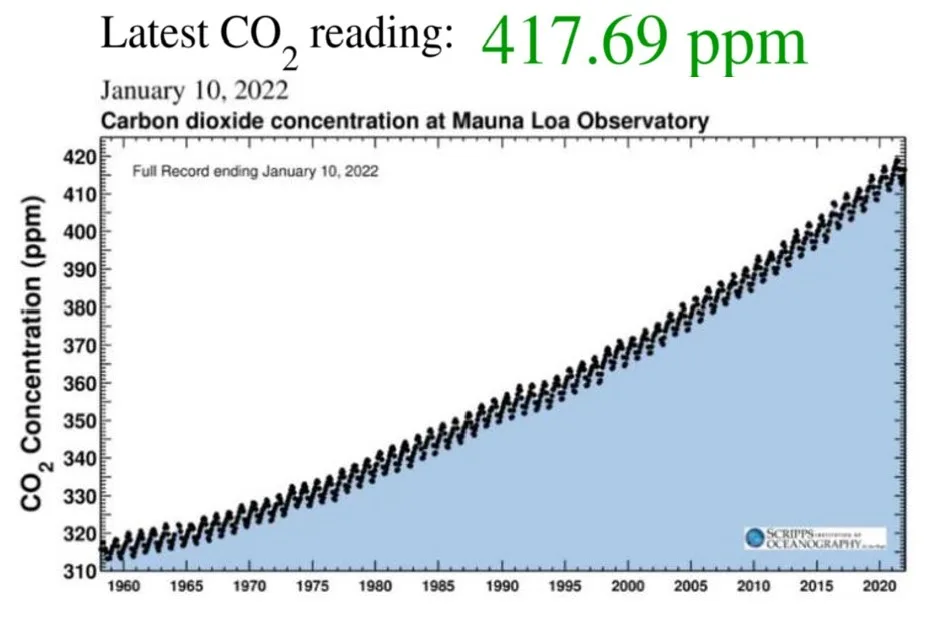 Latest CO2 reading: 417.69 ppm
January 10, 2022
Carbon dioxide concentration at Mauna Loa Observatory
Full Record ending January 10, 2022
CO2 Concentration (ppm)
420
410
400
390
380
370
360
350
340
330
320
310
1960 1965 1970 1975 1980 1985 1990 1995 2000 2005 2010 2015 2020
SCRIPPS INSTITUTION OF
OCEANOGRAPHY